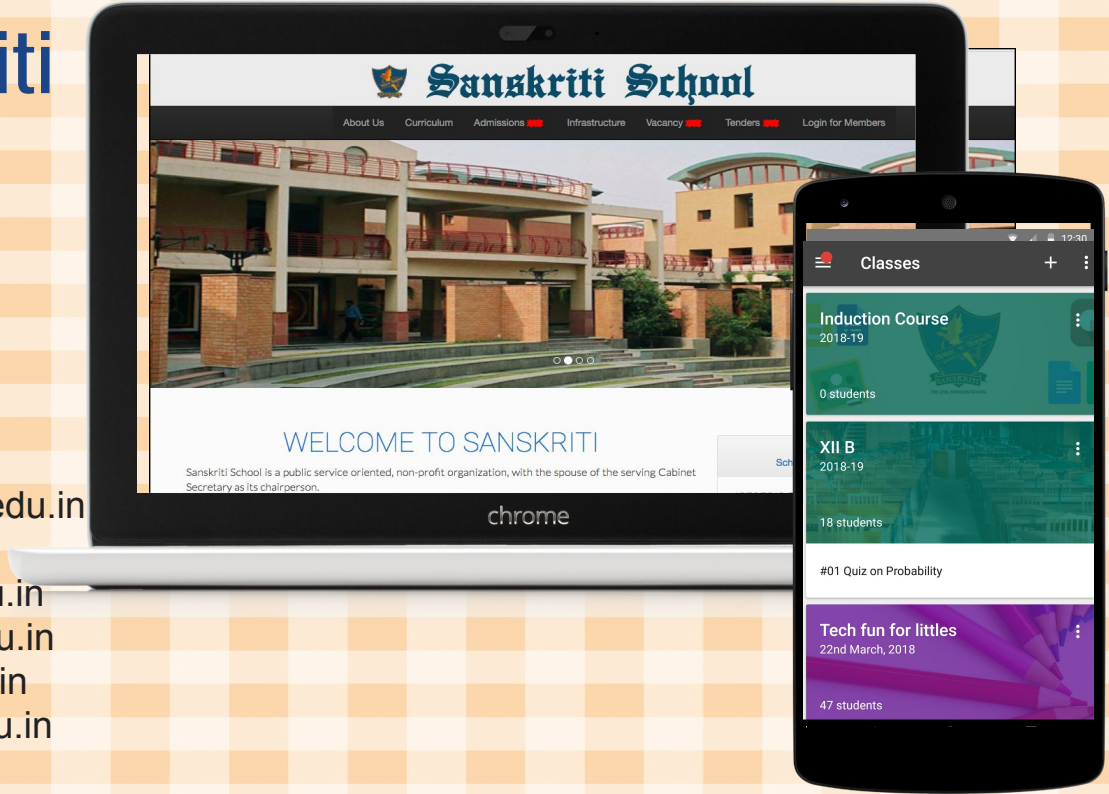 iti
Sanskriti School
About Us Curriculum Admissions Infrastructure Vacancy Tenders Login for Members
WELCOME TO SANSKRITI
Sch
Sanskriti School is a public service oriented, non-profit organization, with the spouse of the serving Cabinet
Secretary as its chairperson.
chrome
edu.in
.in
u.in
in
u.in
12:30
Classes
Induction Course
2018-19
SANSKRITI
0 students
XII B
2018-19
18 students
#01 Quiz on Probability
Tech fun for littles
22nd March, 2018
47 students